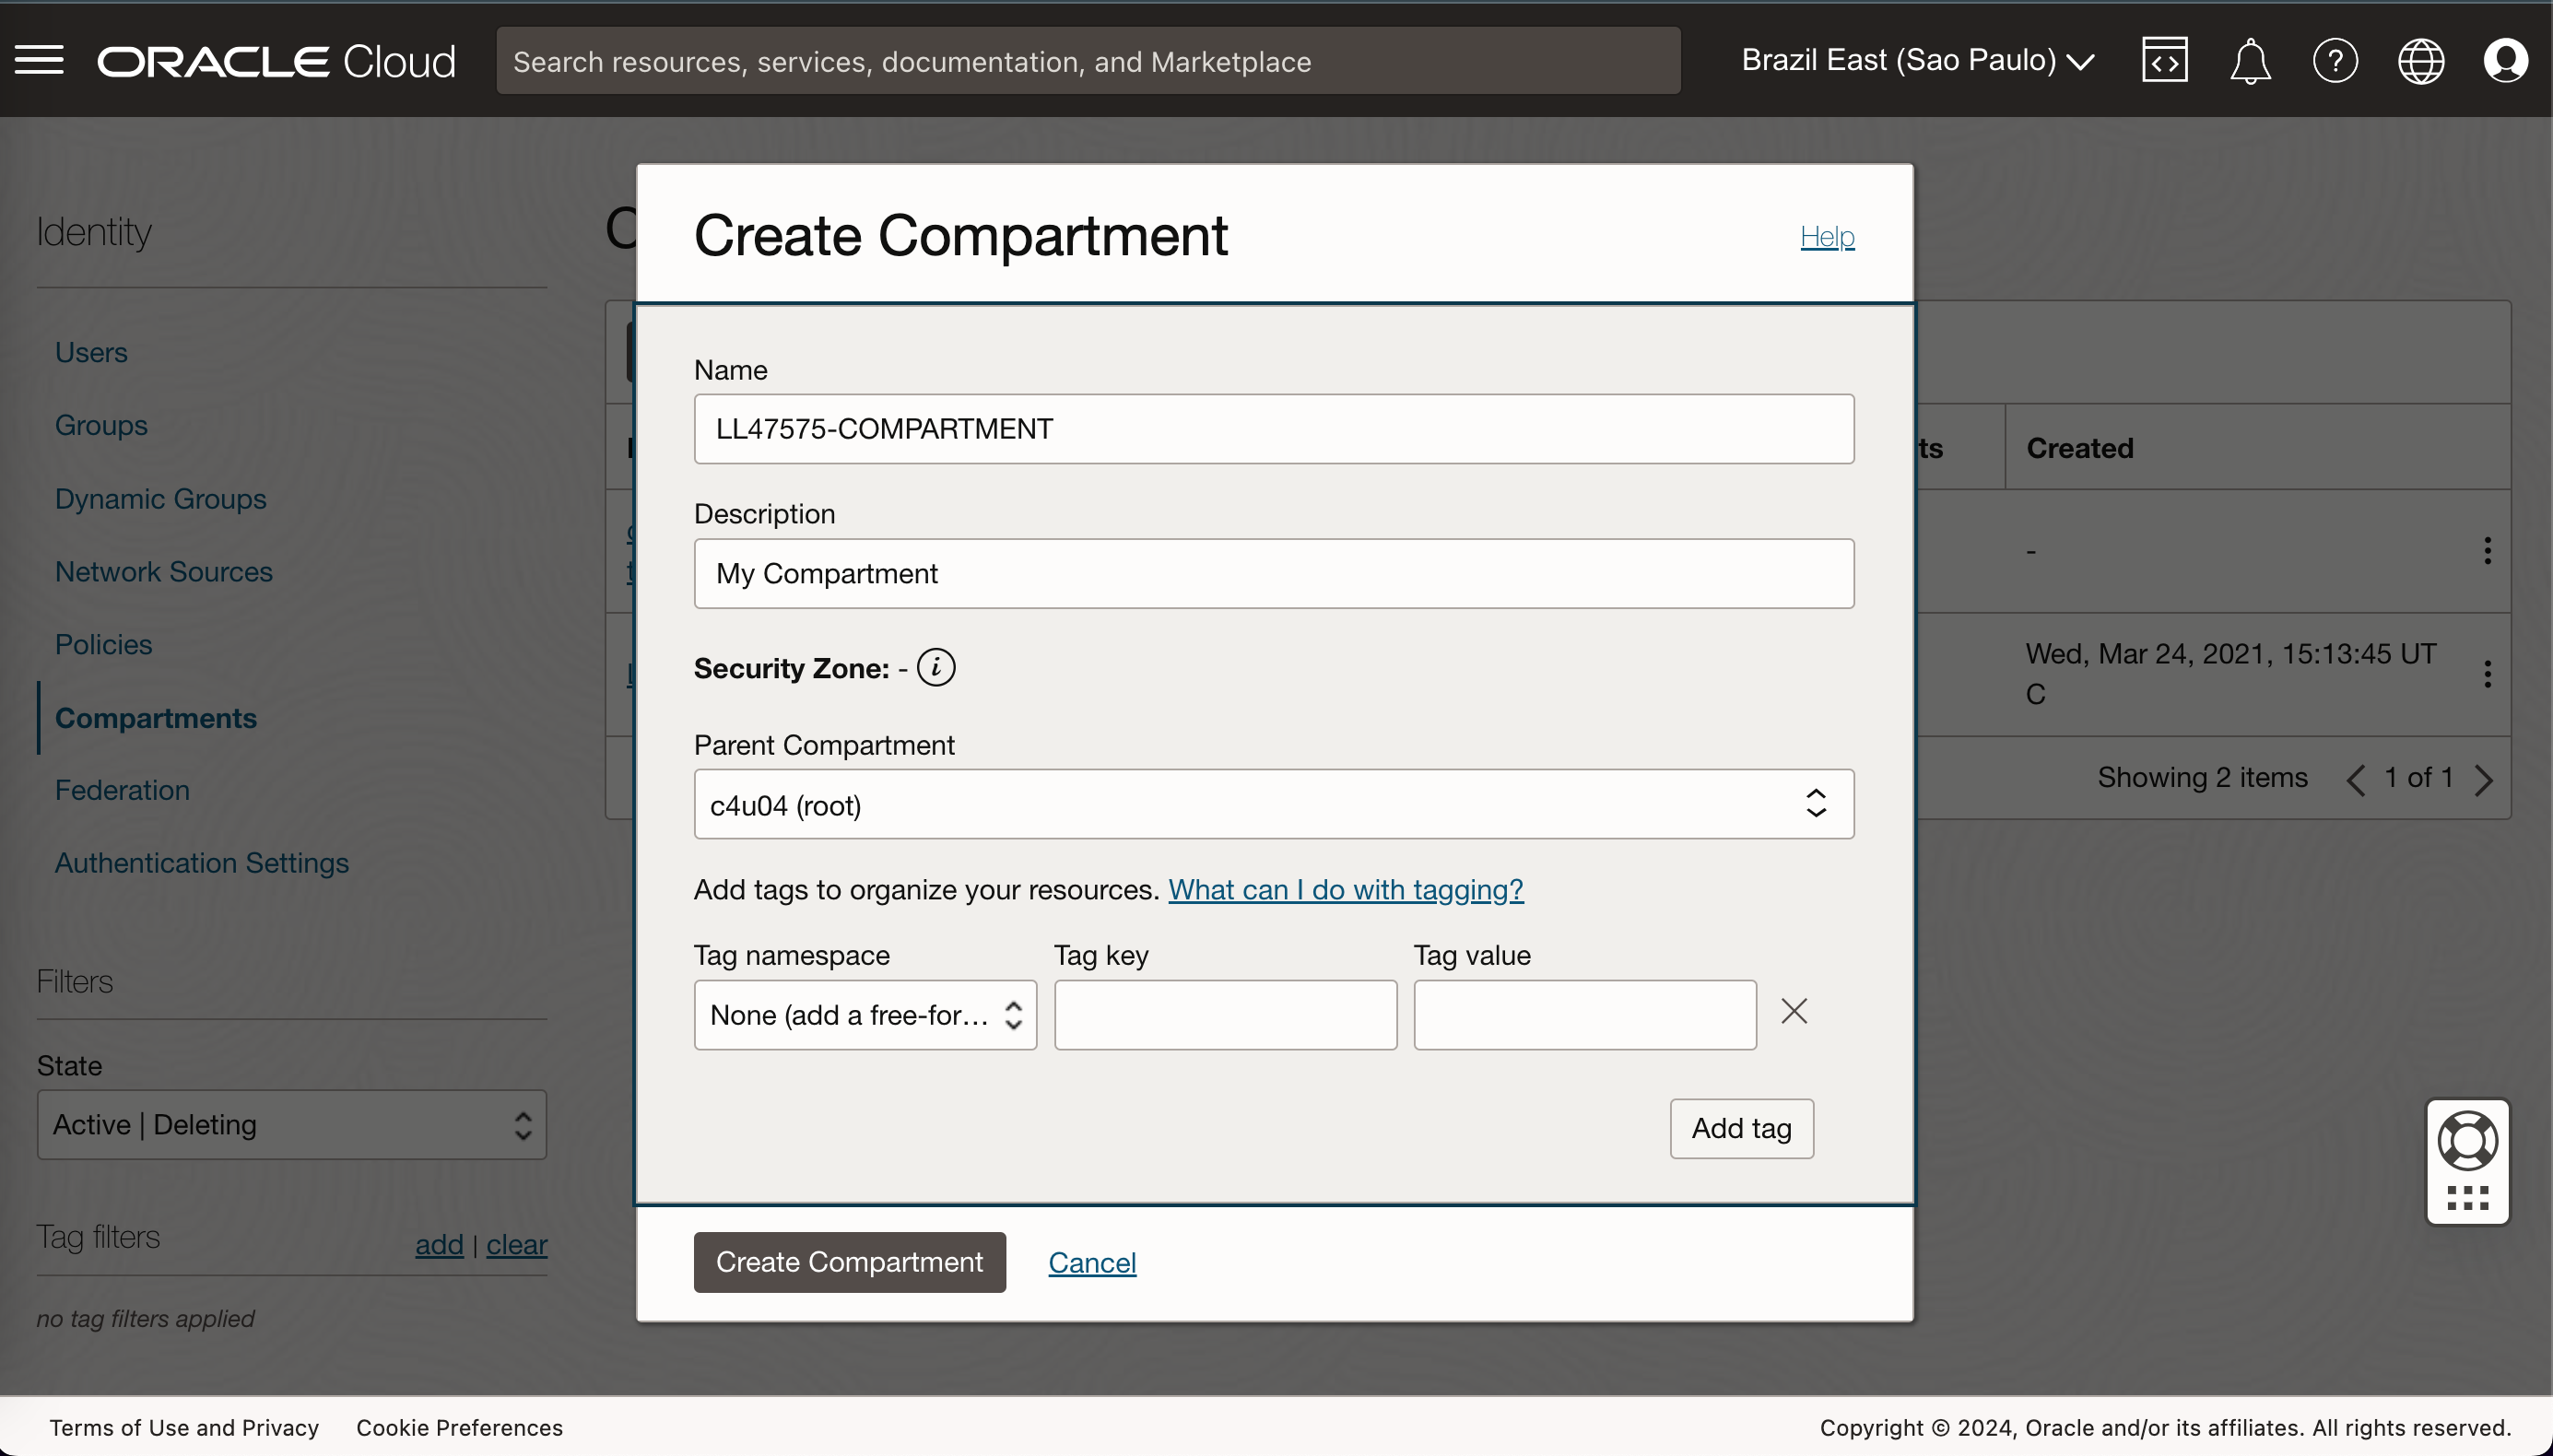 ORACLE Cloud
Search resources, services, documentation, and Marketplace
Brazil East (Sao Paulo)
Identity
Users
Groups
Dynamic Groups
Network Sources
Policies
Compartments
Federation
Authentication Settings
Filters
State
Active | Deleting
Tag filters
add | clear
no tag filters applied
Create Compartment
Help
Name
LL47575-COMPARTMENT
Description
My Compartment
Security Zone: -
Parent Compartment
c4u04 (root)
Add tags to organize your resources. What can I do with tagging?
Tag namespace Tag key Tag value
None (add a free-for...
Add tag
Create Compartment
Cancel
Created
-
Wed, Mar 24, 2021, 15:13:45 UT
C
Showing 2 items
1 of 1
Terms of Use and Privacy
Cookie Preferences
Copyright © 2024, Oracle and/or its affiliates. All rights reserved.